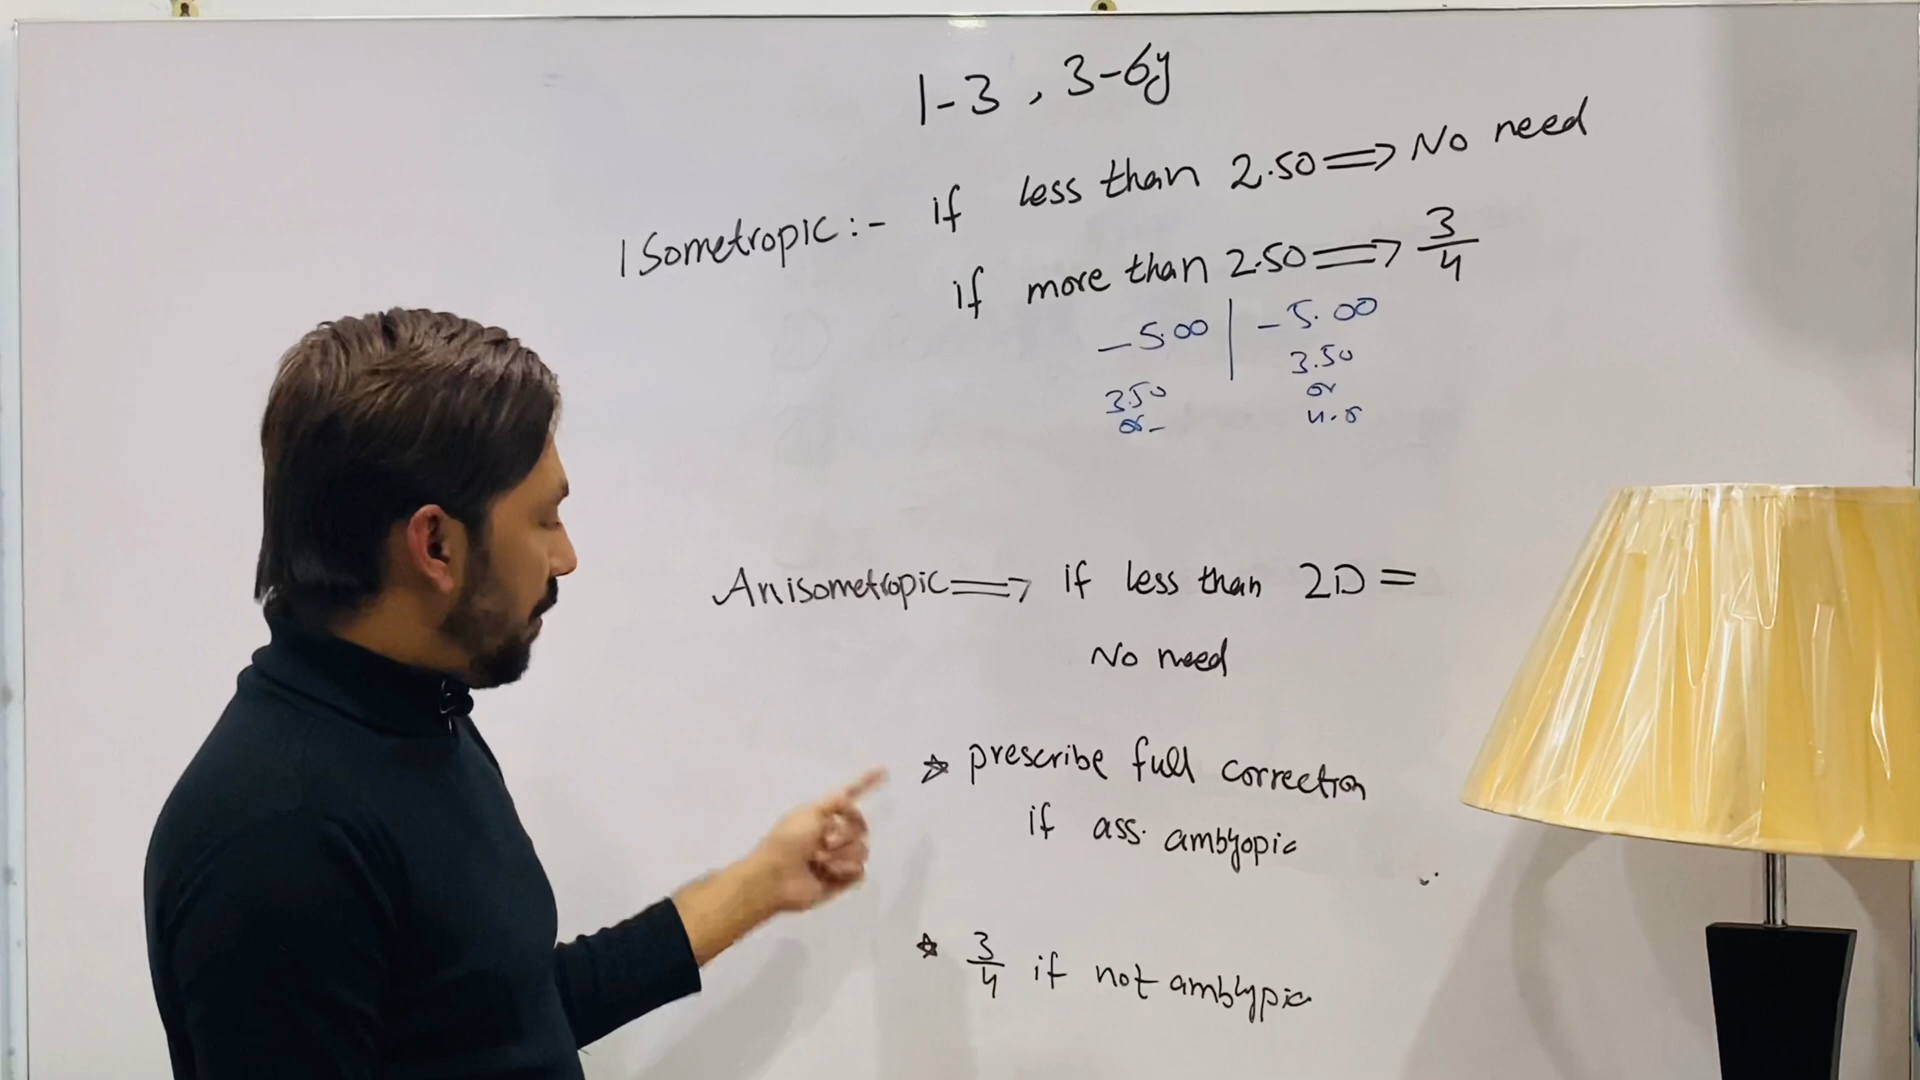 1-3, 3-6y
Isometropic:- if less than 2.50 => No need
if more than 2.50 => 3/4
-5.00 | -5.00
3.50 3.50
or- or
4.0
Anisometropic => if less than 2D =
No need
☆ prescribe full correction
if ass. amblyopic
☆ 3/4 if not amblypic